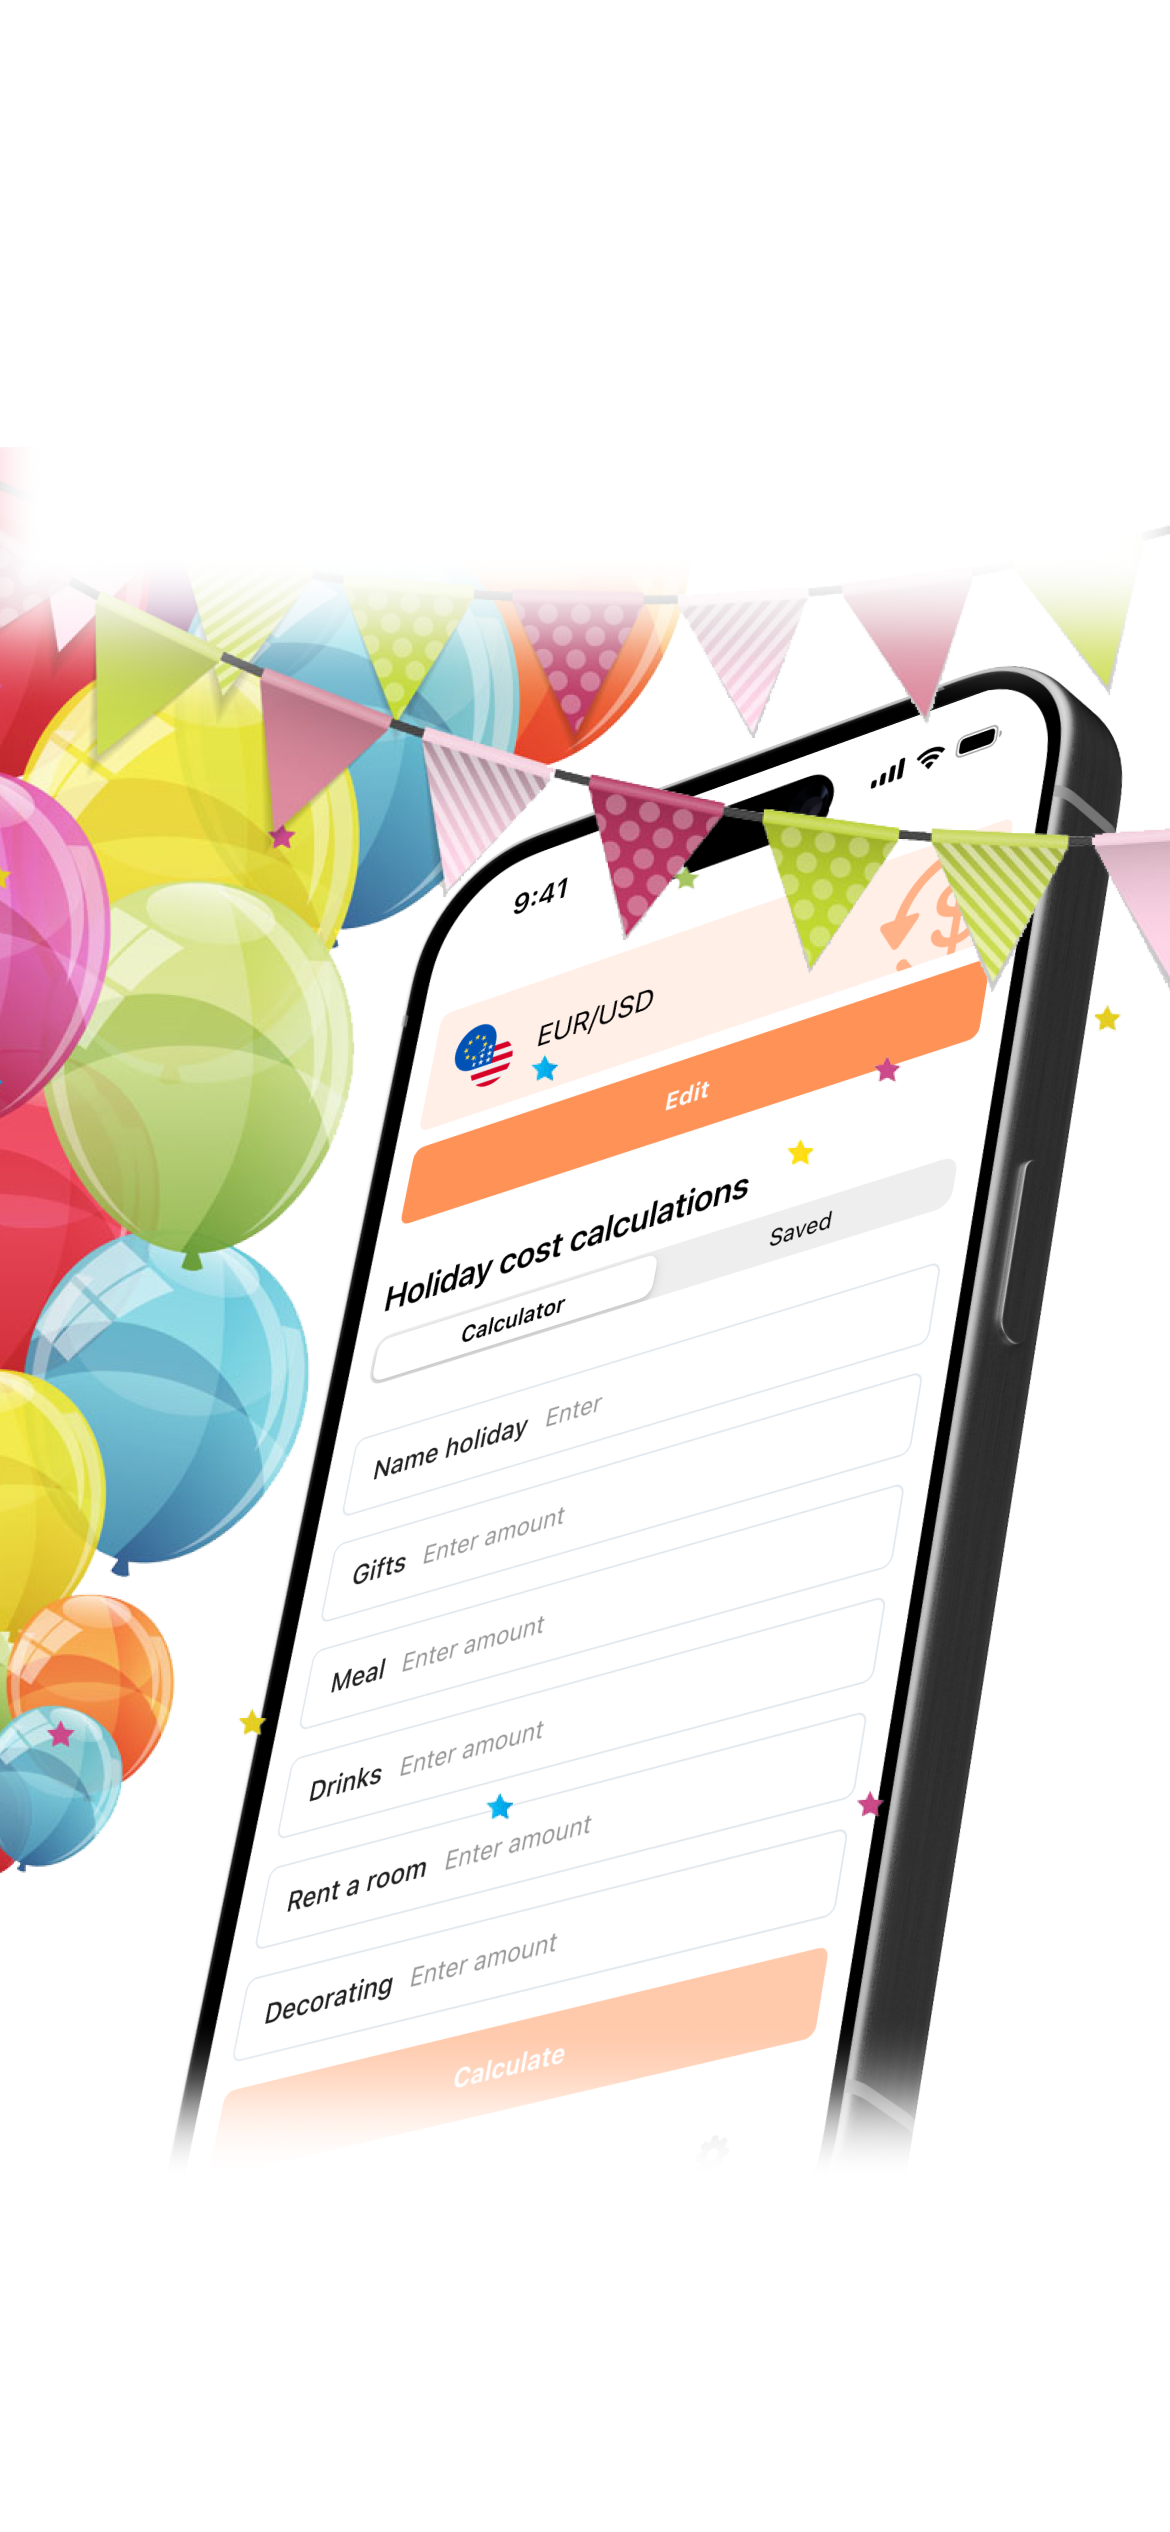 9:41
EUR/USD
Edit
Holiday cost calculations
Calculator
Saved
Name holiday Enter
Gifts Enter amount
Meal Enter amount
Drinks Enter amount
Rent a room Enter amount
Decorating Enter amount
Calculate